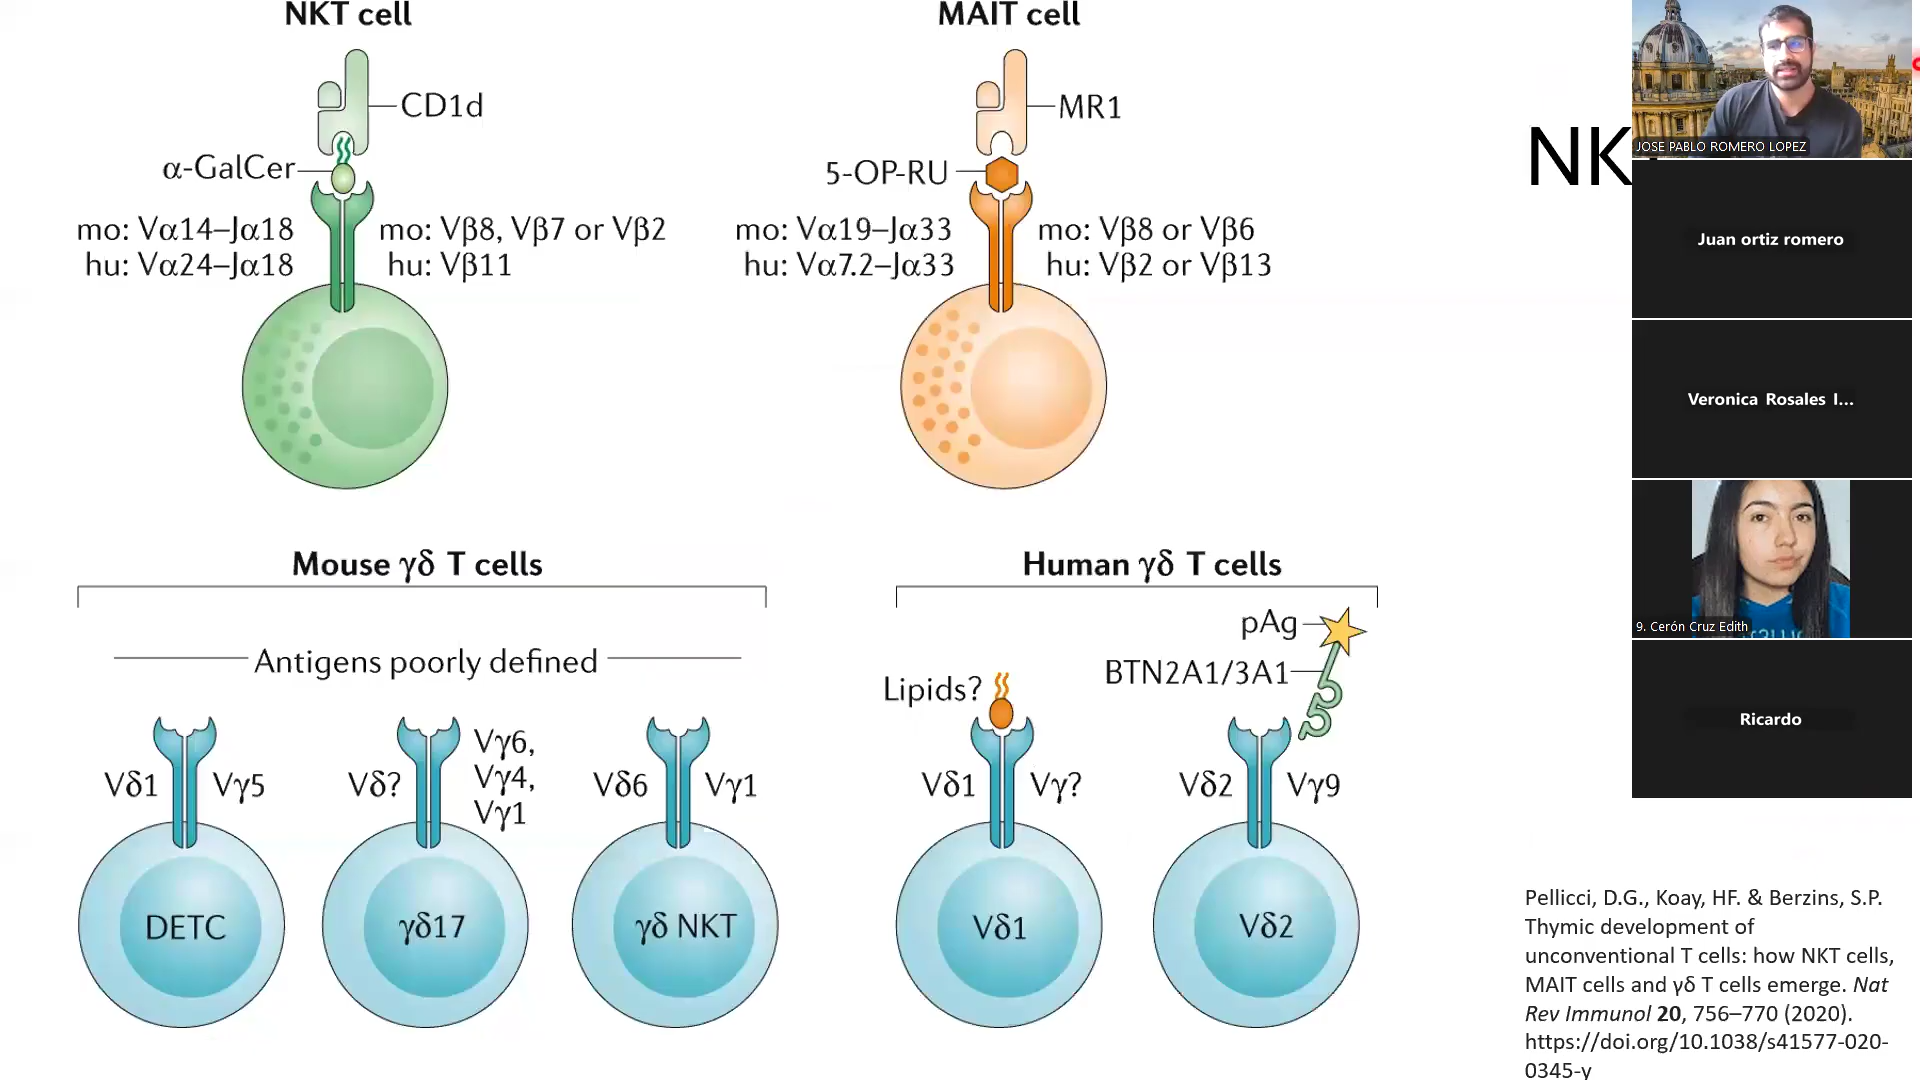 NKT cell
CD1d
α-GalCer
mo: Vα14–Jα18
hu: Vα24–Jα18
mo: Vβ8, Vβ7 or Vβ2
hu: Vβ11
MAIT cell
MR1
5-OP-RU
mo: Vα19–Jα33
hu: Vα7.2–Jα33
mo: Vβ8 or Vβ6
hu: Vβ2 or Vβ13
Mouse γδ T cells
Antigens poorly defined
Vδ1
Vγ5
DETC
Vδ?
Vγ6,
Vγ4,
Vγ1
γδ17
Vδ6
Vγ1
γδ NKT
Human γδ T cells
Lipids?
Vδ1
Vγ?
Vδ1
pAg
BTN2A1/3A1
Vδ2
Vγ9
Vδ2
JOSE PABLO ROMERO LOPEZ
Juan ortiz romero
Veronica Rosales I...
9. Cerón Cruz Edith
Ricardo
Pellicci, D.G., Koay, HF. & Berzins, S.P.
Thymic development of
unconventional T cells: how NKT cells,
MAIT cells and γδ T cells emerge. Nat
Rev Immunol 20, 756–770 (2020).
https://doi.org/10.1038/s41577-020-
0345-y